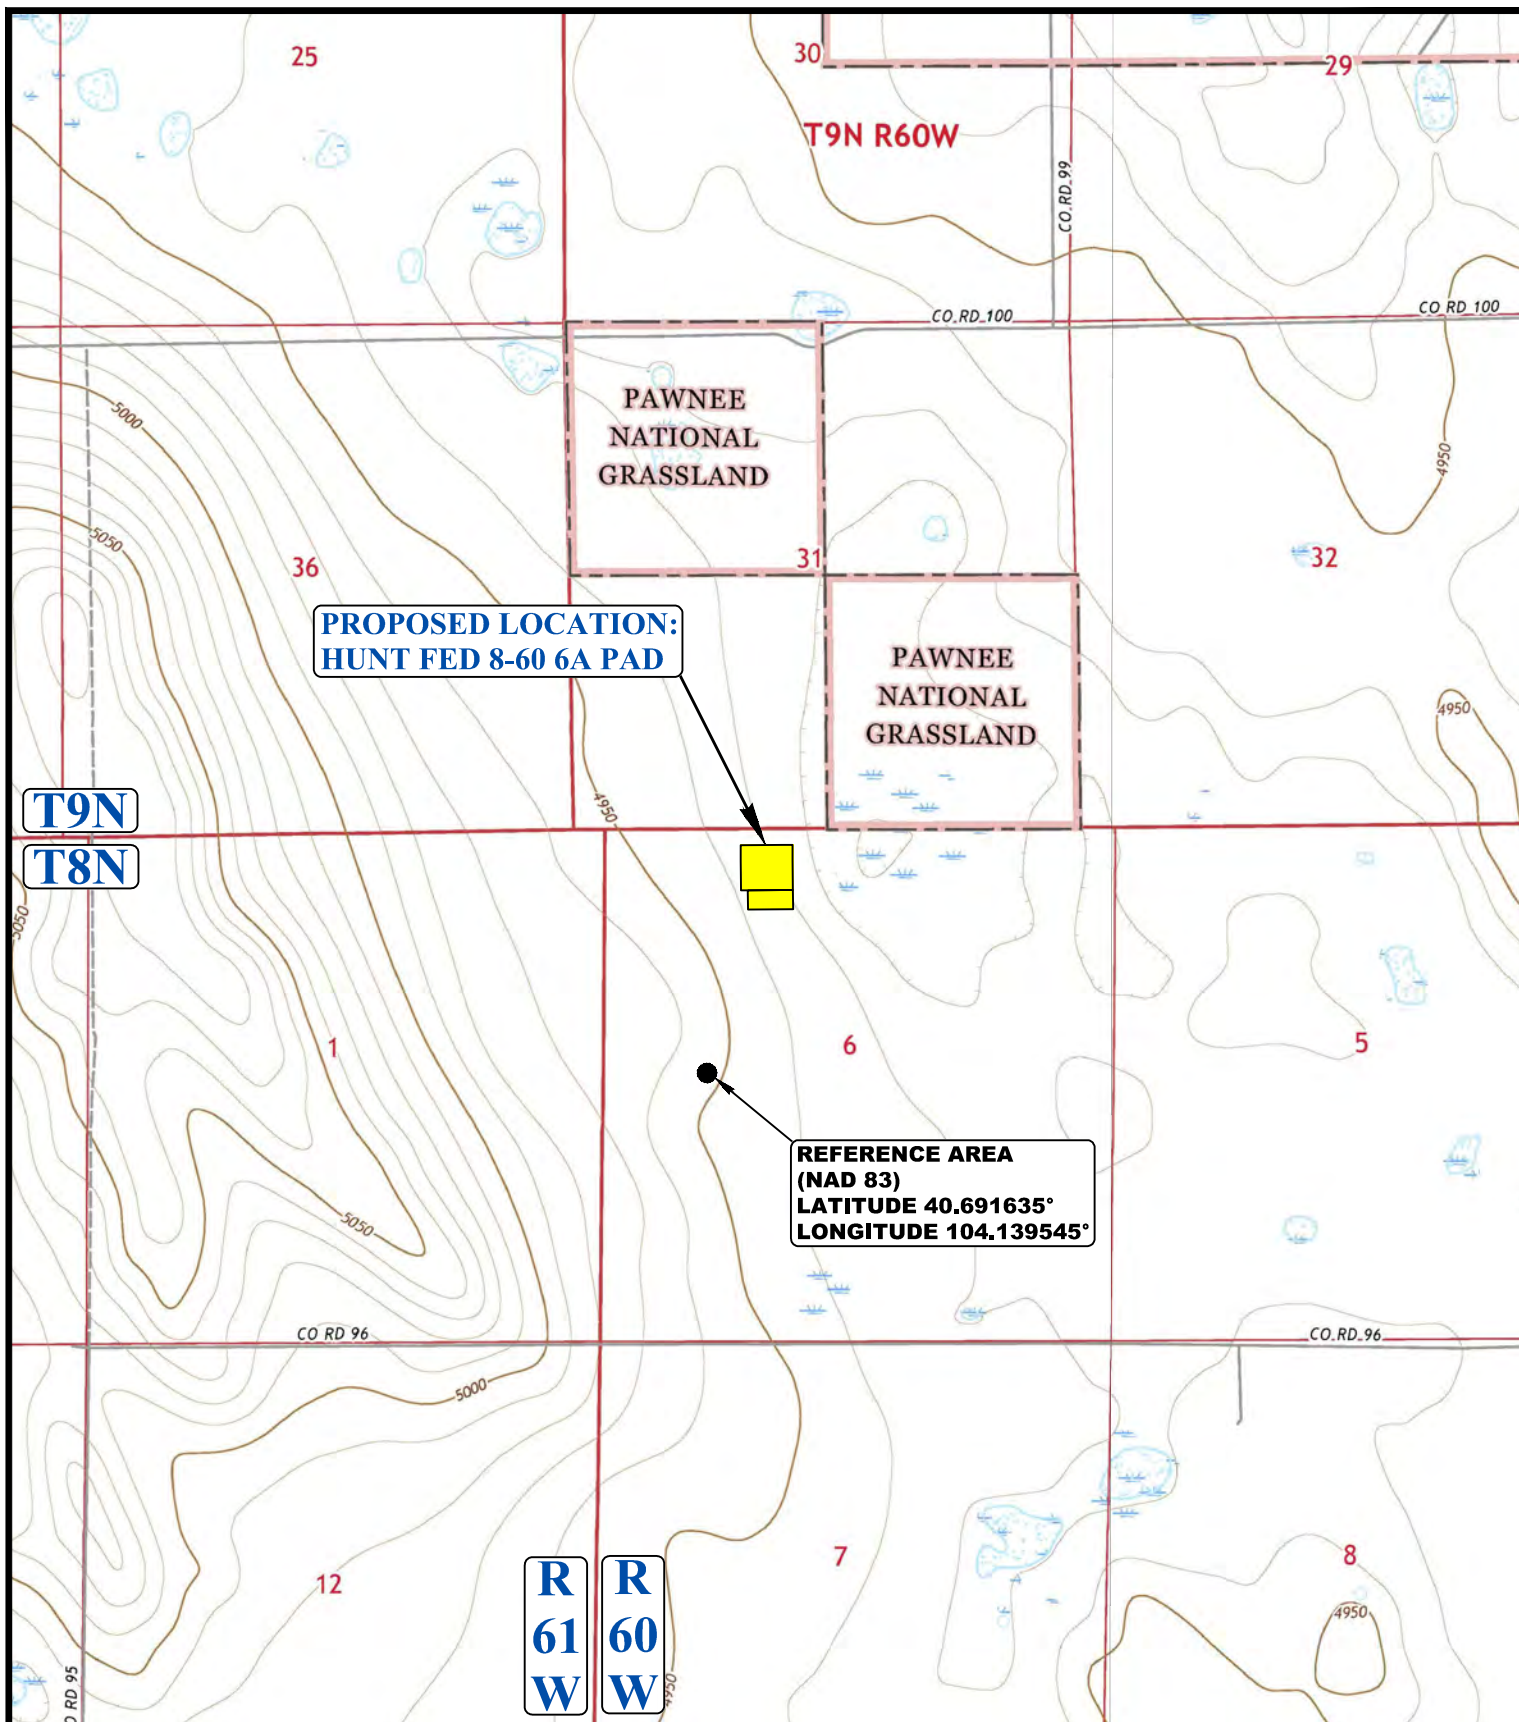 25
30
29
T9N R60W
CO.RD.99
CO.RD.100
CO RD 100
PAWNEE
NATIONAL
GRASSLAND
5000
4950
5050
36
31
32
PROPOSED LOCATION:
HUNT FED 8-60 6A PAD
PAWNEE
NATIONAL
GRASSLAND
4950
4950
T9N
T8N
5050
1
6
5
REFERENCE AREA
(NAD 83)
LATITUDE 40.691635°
LONGITUDE 104.139545°
5050
CO RD 96
CO.RD.96
5000
12
7
8
R
61
W
R
60
W
4950
4950
RD 95